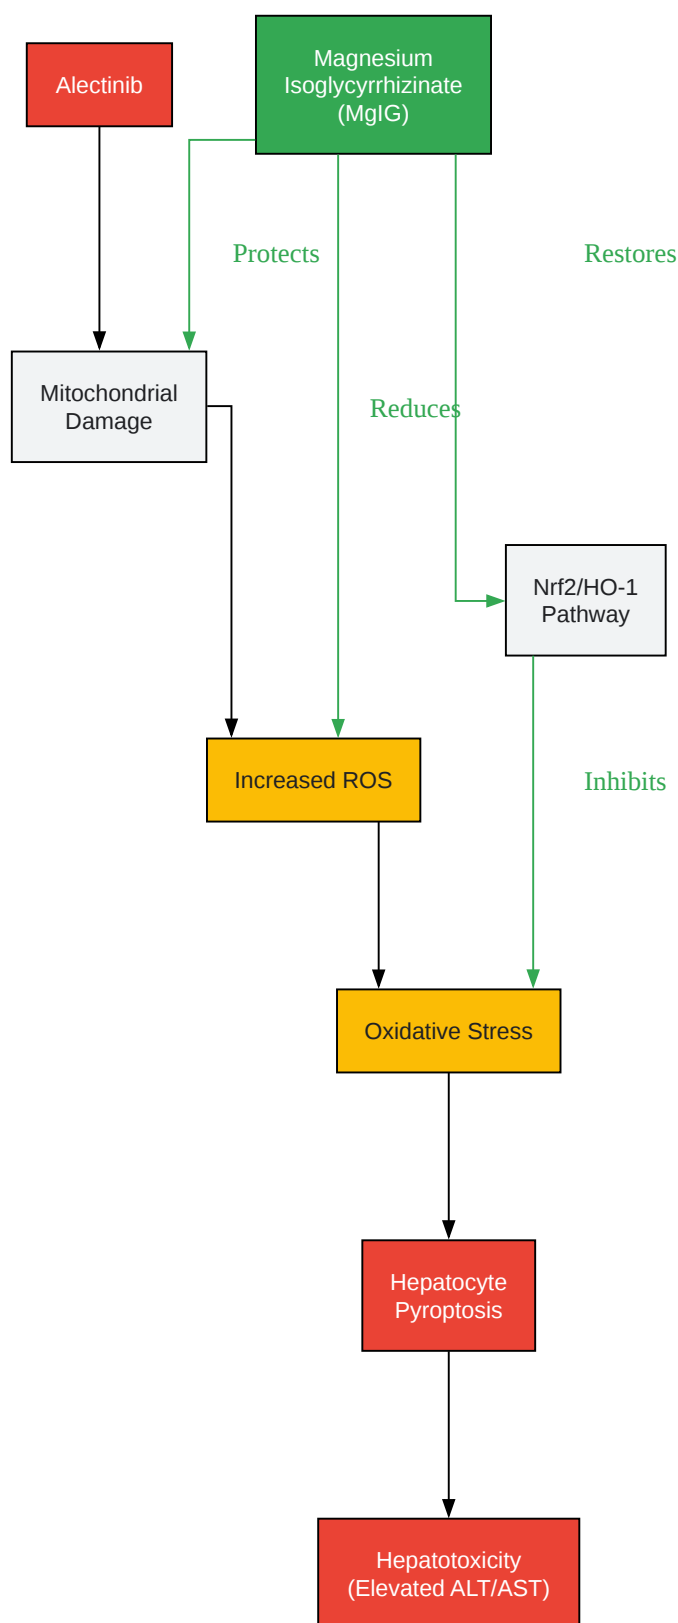 Alectinib
Magnesium
Isoglycyrrhizinate
(MgIG)
Protects
Restores
Mitochondrial
Damage
Reduces
Nrf2/HO-1
Pathway
Increased ROS
Inhibits
Oxidative Stress
Hepatocyte
Pyroptosis
Hepatotoxicity
(Elevated ALT/AST)